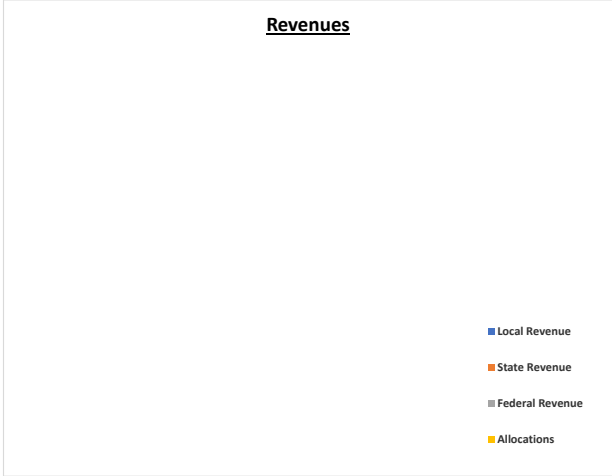 Revenues
Local Revenue
State Revenue
Federal Revenue
Allocations